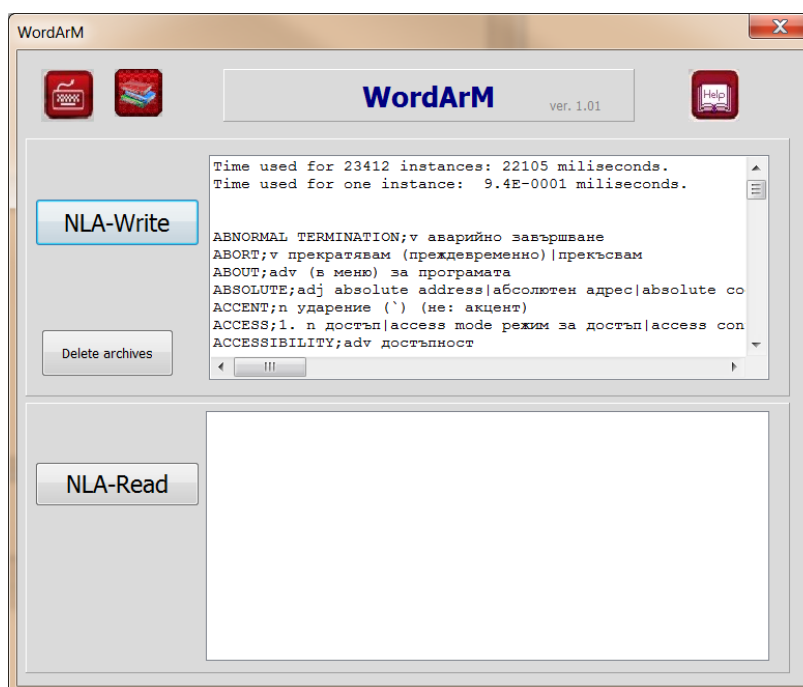 WordArM
X
WordArM ver. 1.01
Help
NLA-Write
Time used for 23412 instances: 22105 miliseconds.
Time used for one instance:  9.4E-0001 miliseconds.
ABNORMAL TERMINATION;v аварийно завършване
ABORT;v прекратявам (преждевременно)|прекъсвам
ABOUT;adv (в меню) за програмата
ABSOLUTE;adj absolute address|абсолютен адрес|absolute co
ACCENT;n ударение (`) (не: акцент)
ACCESS;1. n достъп|access mode режим за достъп|access con
ACCESSIBILITY;adv достъпност
Delete archives
NLA-Read